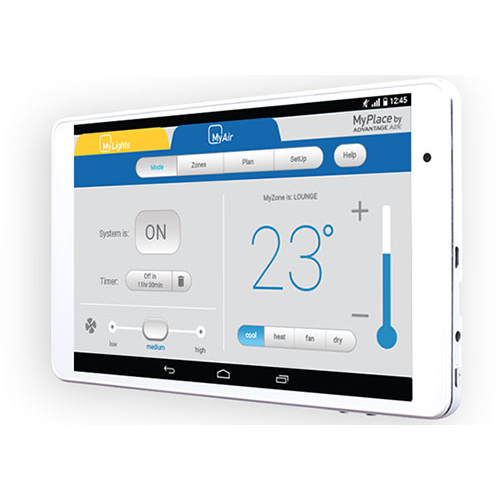 12:45
MyLights
MyAir
MyPlace by
ADVANTAGE AIR
Mode
Zones
Plan
SetUp
Help
MyZone is: LOUNGE
System is:
ON
23°
+
Timer:
Off in
1 hr 30min
−
low
medium
high
cool
heat
fan
dry